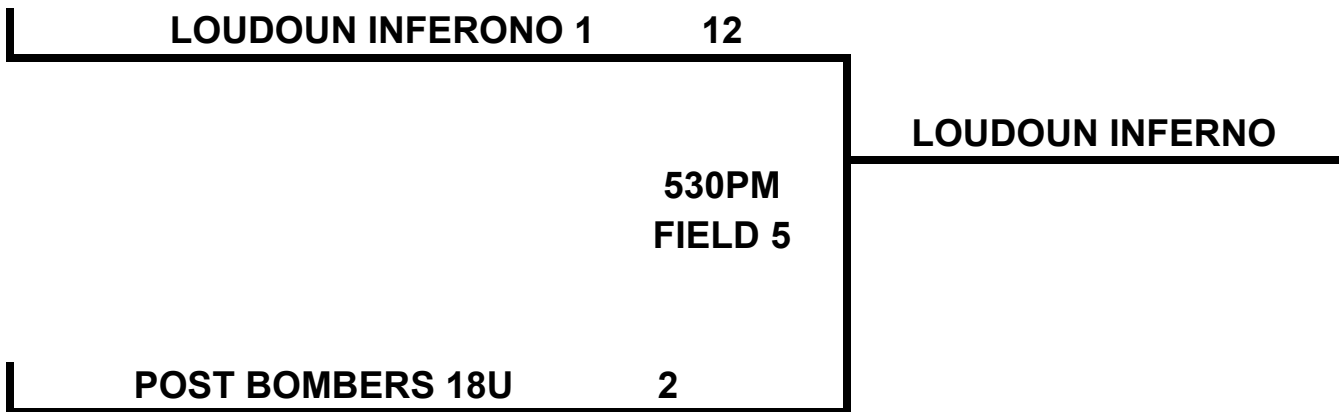 LOUDOUN INFERONO 1 12
LOUDOUN INFERNO
530PM
FIELD 5
POST BOMBERS 18U 2